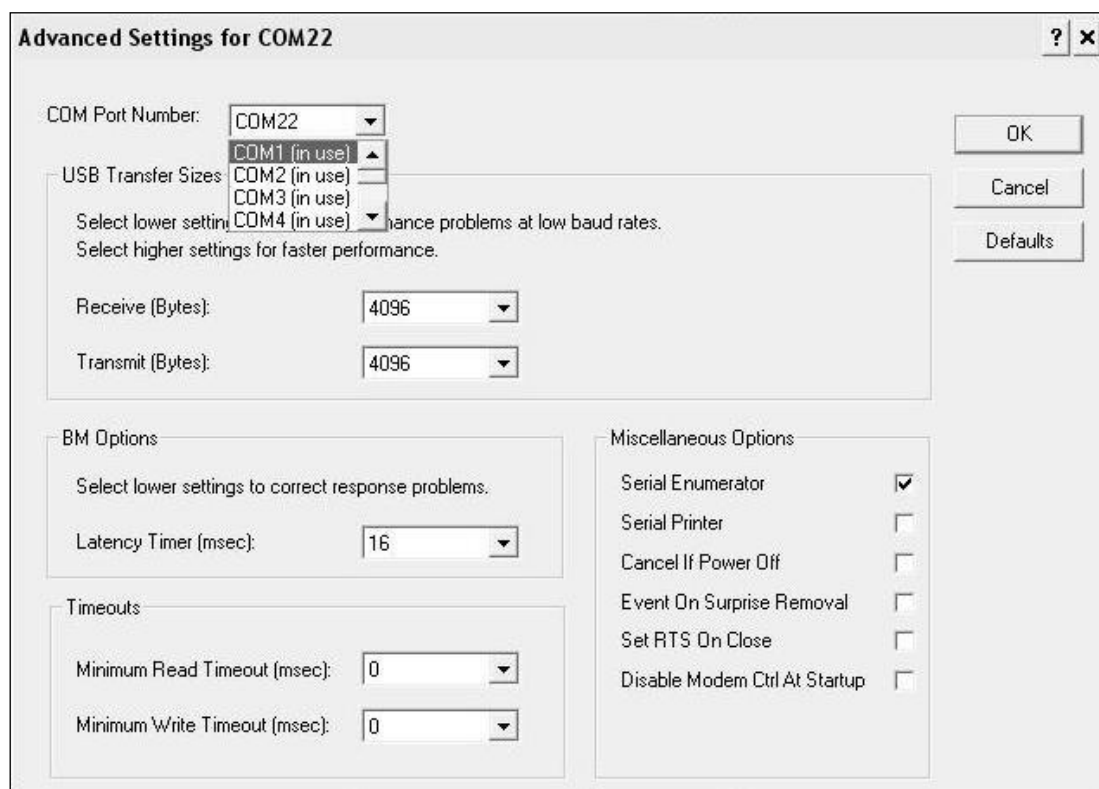 Advanced Settings for COM22
COM Port Number:
COM22
COM1 (in use)
COM2 (in use)
COM3 (in use)
COM4 (in use)
OK
Cancel
Defaults
USB Transfer Sizes
Select lower settin mance problems at low baud rates.
Select higher settings for faster performance.
Receive (Bytes): 4096
Transmit (Bytes): 4096
BM Options
Select lower settings to correct response problems.
Latency Timer (msec): 16
Timeouts
Minimum Read Timeout (msec): 0
Minimum Write Timeout (msec): 0
Miscellaneous Options
Serial Enumerator
Serial Printer
Cancel If Power Off
Event On Surprise Removal
Set RTS On Close
Disable Modem Ctrl At Startup